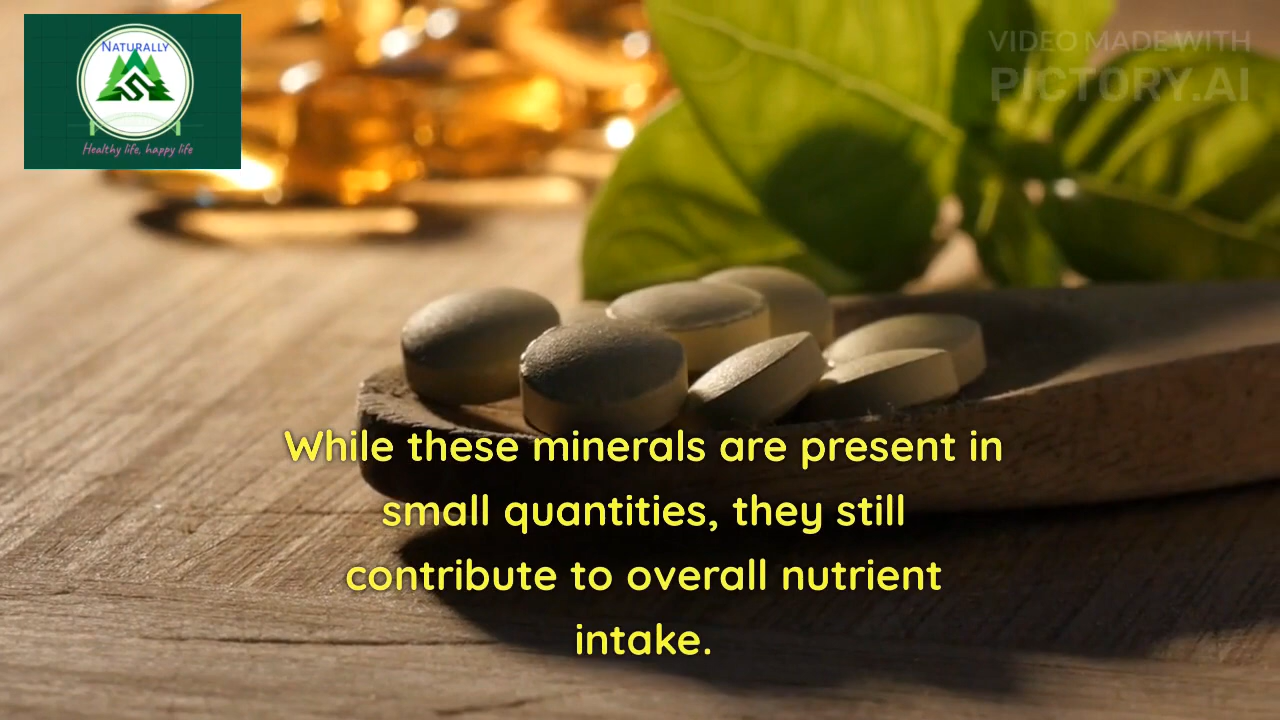 NATURALLY
Healthy life, happy life
VIDEO MADE WITH
PICTORY.AI
While these minerals are present in
small quantities, they still
contribute to overall nutrient
intake.